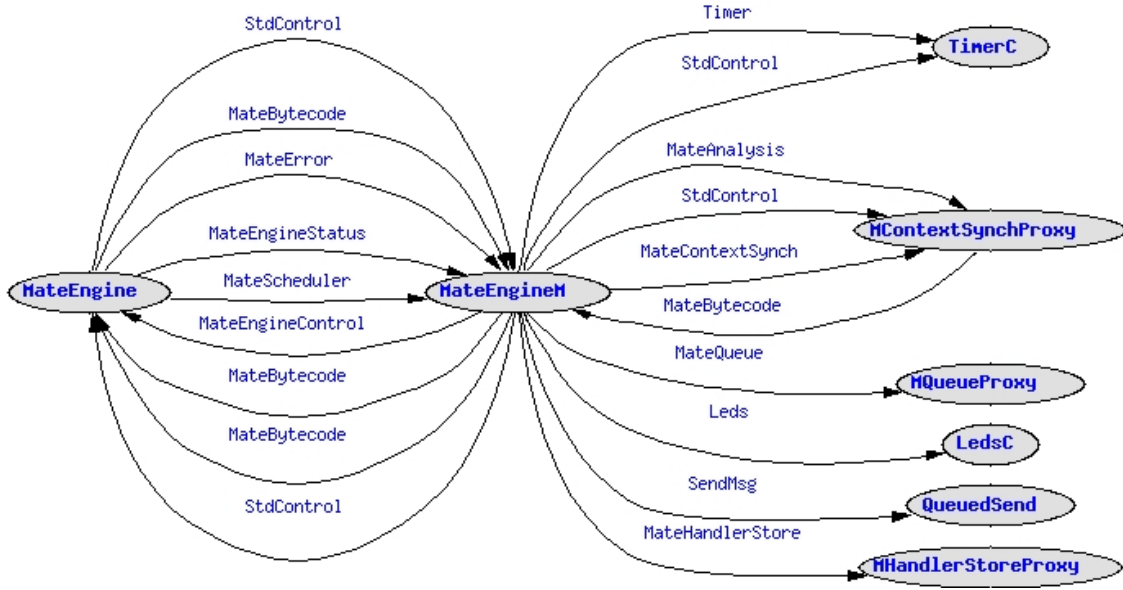 StdControl
Timer
TimerC
StdControl
MateBytecode
MateError
MateAnalysis
StdControl
MContextSynchProxy
MateEngineStatus
MateContextSynch
MateScheduler
MateEngine
MateEngineM
MateBytecode
MateEngineControl
MateQueue
MateBytecode
MQueueProxy
Leds
MateBytecode
LedsC
SendMsg
StdControl
QueuedSend
MateHandlerStore
MHandlerStoreProxy